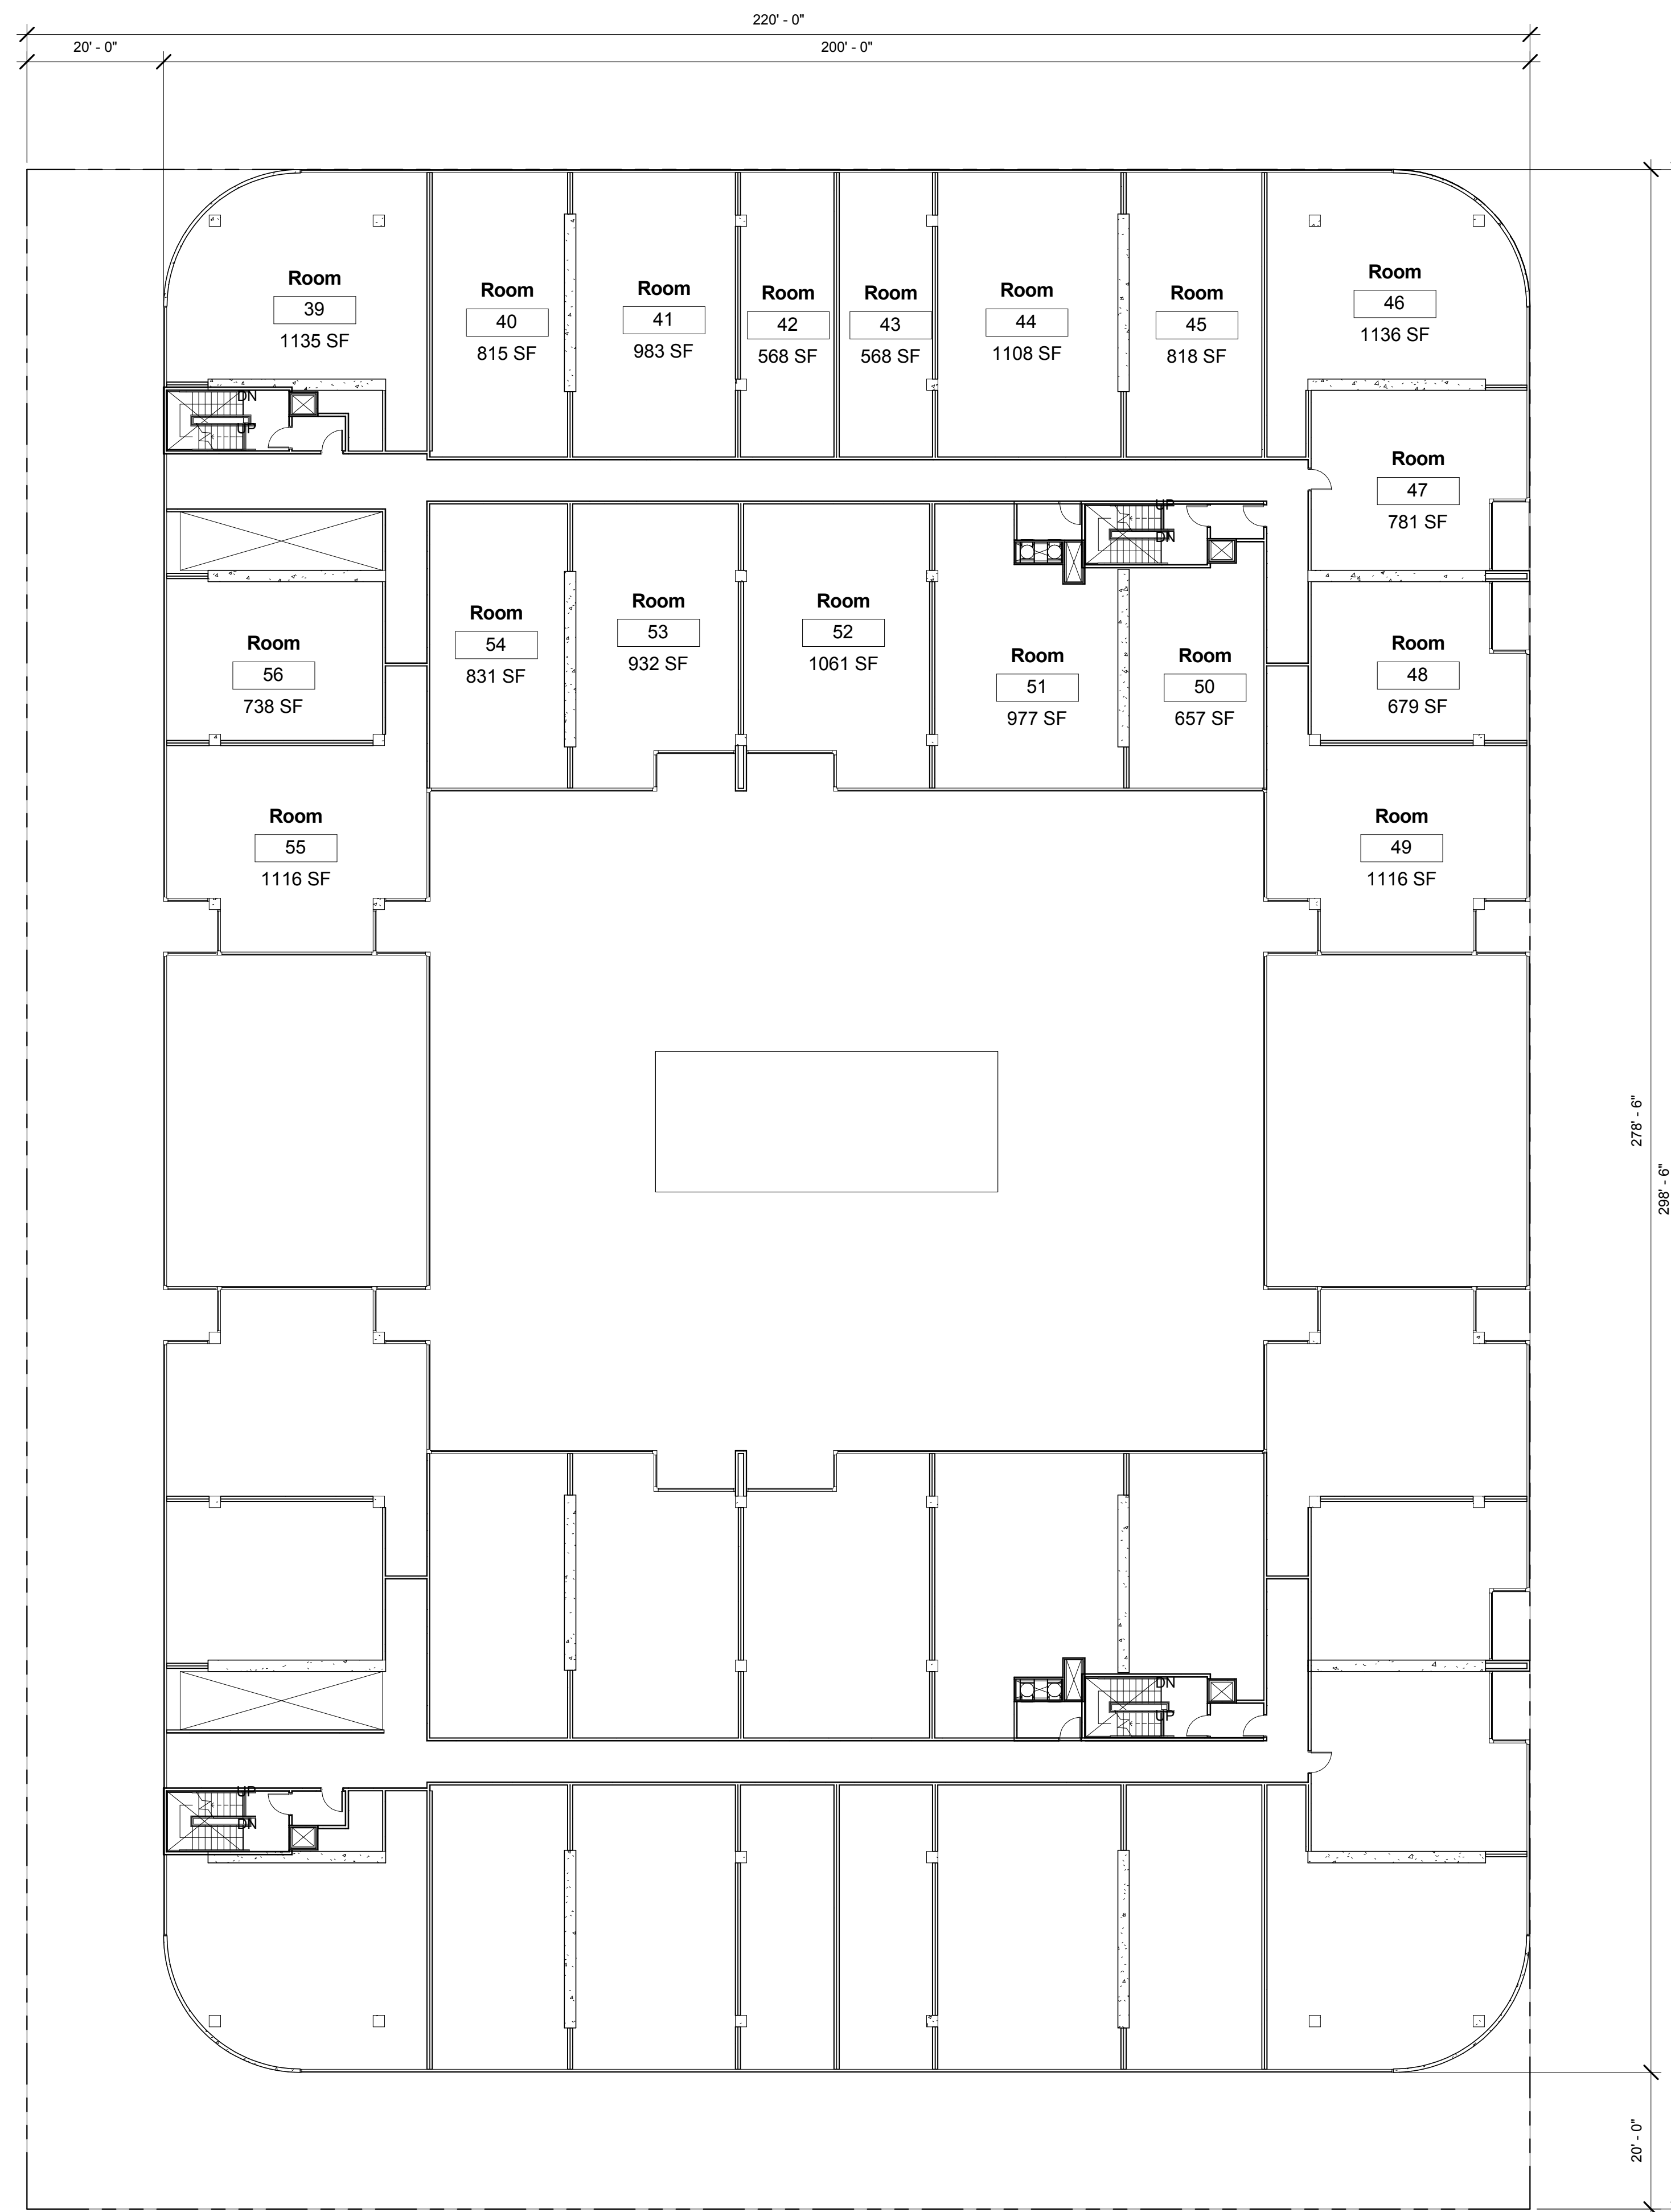 220' - 0"
20' - 0"
200' - 0"
Room
39
1135 SF
Room
40
815 SF
Room
41
983 SF
Room
42
568 SF
Room
43
568 SF
Room
44
1108 SF
Room
45
818 SF
Room
46
1136 SF
DN
UP
Room
47
781 SF
UP
DN
Room
56
738 SF
Room
54
831 SF
Room
53
932 SF
Room
52
1061 SF
Room
51
977 SF
Room
50
657 SF
Room
48
679 SF
Room
55
1116 SF
Room
49
1116 SF
278' - 6"
298' - 6"
DN
UP
UP
DN
20' - 0"